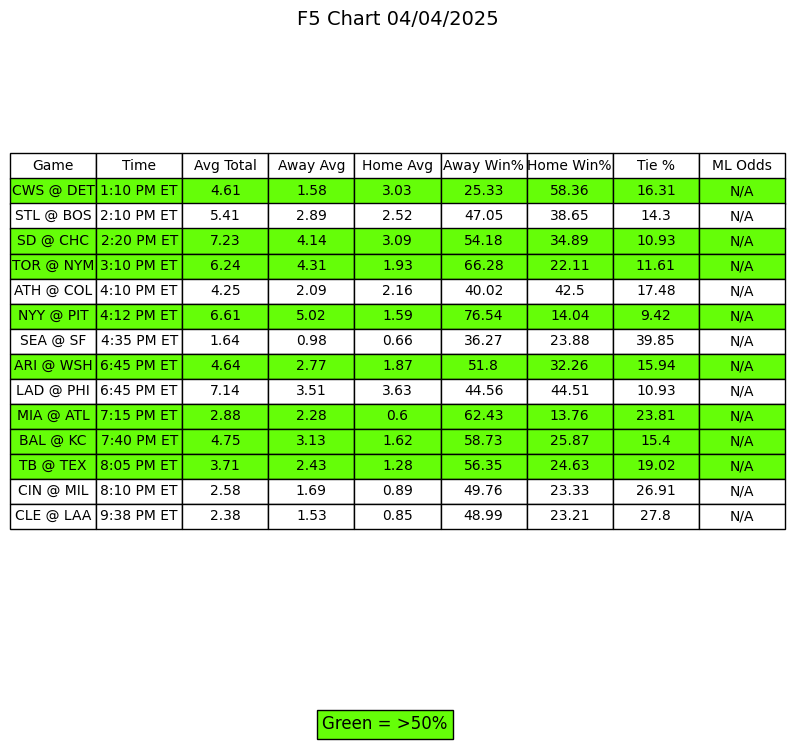 F5 Chart 04/04/2025
Game Time Avg Total Away Avg Home Avg Away Win% Home Win% Tie % ML Odds
CWS @ DET 1:10 PM ET 4.61 1.58 3.03 25.33 58.36 16.31 N/A
STL @ BOS 2:10 PM ET 5.41 2.89 2.52 47.05 38.65 14.3 N/A
SD @ CHC 2:20 PM ET 7.23 4.14 3.09 54.18 34.89 10.93 N/A
TOR @ NYM 3:10 PM ET 6.24 4.31 1.93 66.28 22.11 11.61 N/A
ATH @ COL 4:10 PM ET 4.25 2.09 2.16 40.02 42.5 17.48 N/A
NYY @ PIT 4:12 PM ET 6.61 5.02 1.59 76.54 14.04 9.42 N/A
SEA @ SF 4:35 PM ET 1.64 0.98 0.66 36.27 23.88 39.85 N/A
ARI @ WSH 6:45 PM ET 4.64 2.77 1.87 51.8 32.26 15.94 N/A
LAD @ PHI 6:45 PM ET 7.14 3.51 3.63 44.56 44.51 10.93 N/A
MIA @ ATL 7:15 PM ET 2.88 2.28 0.6 62.43 13.76 23.81 N/A
BAL @ KC 7:40 PM ET 4.75 3.13 1.62 58.73 25.87 15.4 N/A
TB @ TEX 8:05 PM ET 3.71 2.43 1.28 56.35 24.63 19.02 N/A
CIN @ MIL 8:10 PM ET 2.58 1.69 0.89 49.76 23.33 26.91 N/A
CLE @ LAA 9:38 PM ET 2.38 1.53 0.85 48.99 23.21 27.8 N/A
Green = >50%